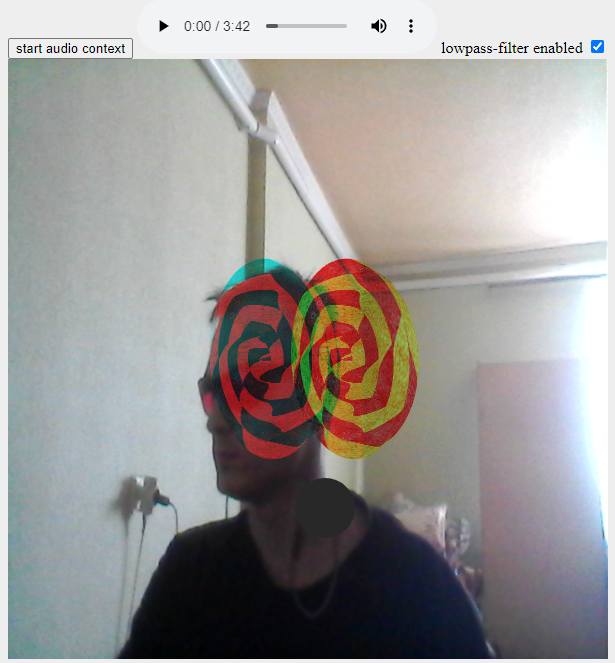 start audio context
0:00 / 3:42
lowpass-filter enabled